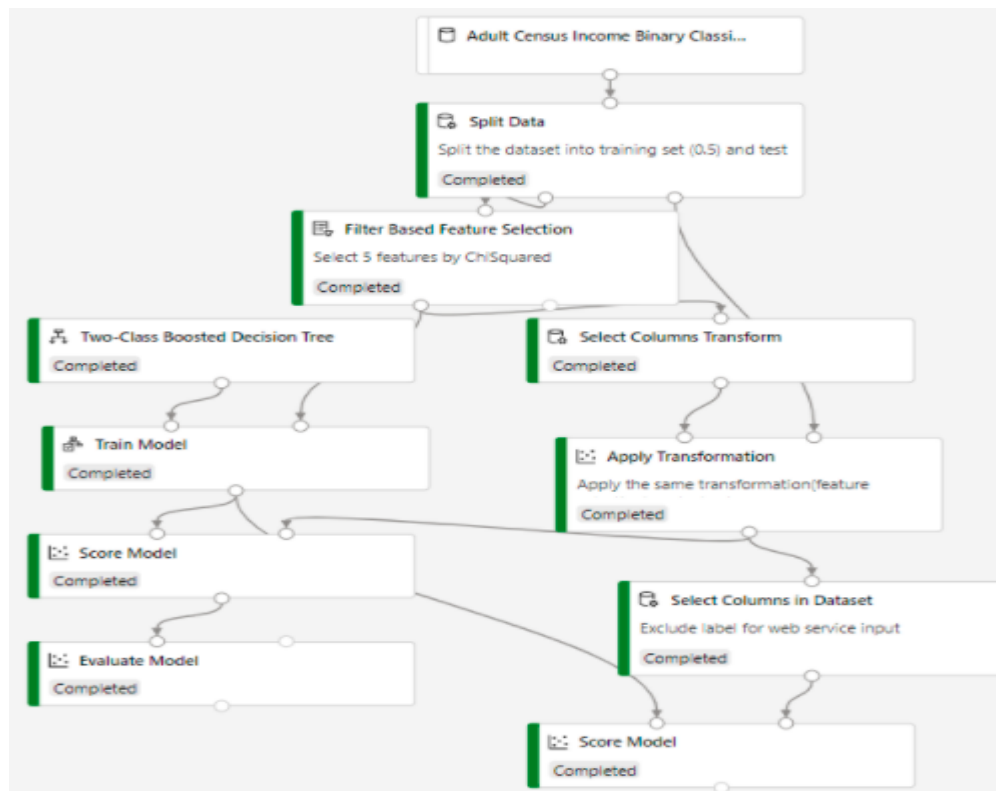 Adult Census Income Binary Classi...
Split Data
Split the dataset into training set (0.5) and test
Completed
Filter Based Feature Selection
Select 5 features by ChiSquared
Completed
Two-Class Boosted Decision Tree
Completed
Select Columns Transform
Completed
Train Model
Completed
Apply Transformation
Apply the same transformation(feature
Completed
Score Model
Completed
Select Columns in Dataset
Exclude label for web service input
Completed
Evaluate Model
Completed
Score Model
Completed